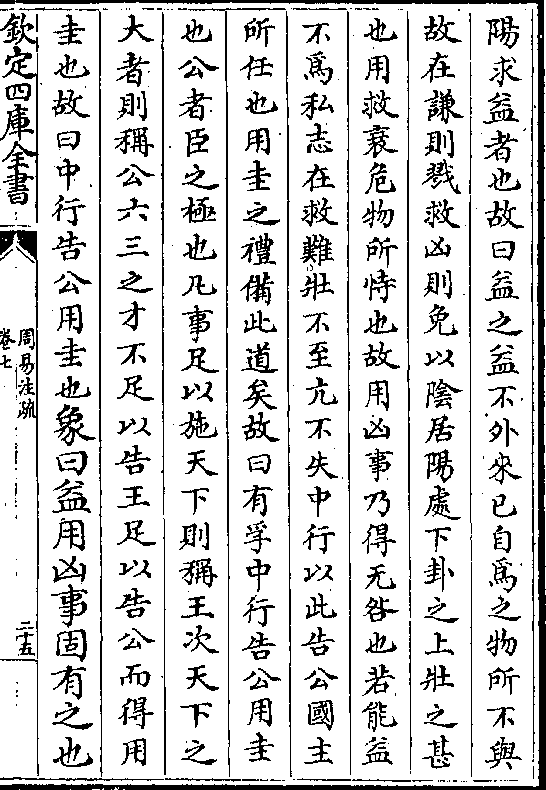 陽求益者也故曰益之益不外來已自爲之物所不與
故在謙則戮救凶則免以陰居陽處下卦之上壯之甚
也用救衰危物所恃也故用凶事乃得无咎也若能益
不爲私志在救難壯不至亢不失中行以此告公國主
所任也用圭之禮備此道矣故曰有孚中行告公用圭
也公者臣之極也凡事足以施天下則稱王次天下之
大者則稱公六三之才不足以告王足以告公而得用
圭也故曰中行告公用圭也象曰益用凶事固有之也
欽定四庫全書
周易注疏
卷七
二十五